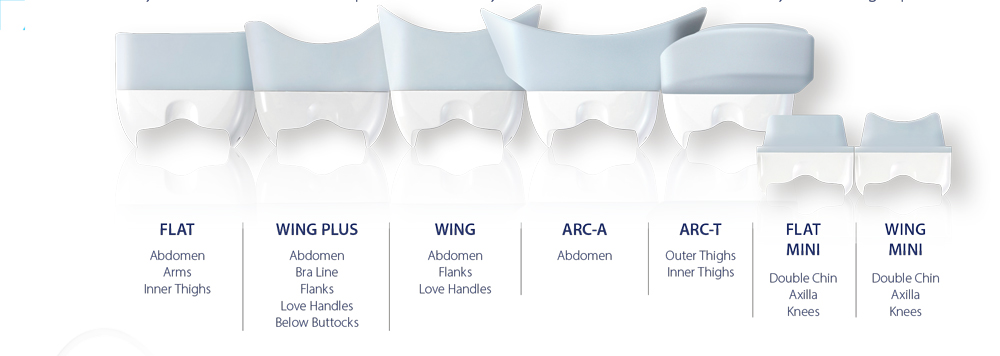 FLAT
Abdomen
Arms
Inner Thighs
WING PLUS
Abdomen
Bra Line
Flanks
Love Handles
Below Buttocks
WING
Abdomen
Flanks
Love Handles
ARC-A
Abdomen
ARC-T
Outer Thighs
Inner Thighs
FLAT
MINI
Double Chin
Axilla
Knees
WING
MINI
Double Chin
Axilla
Knees